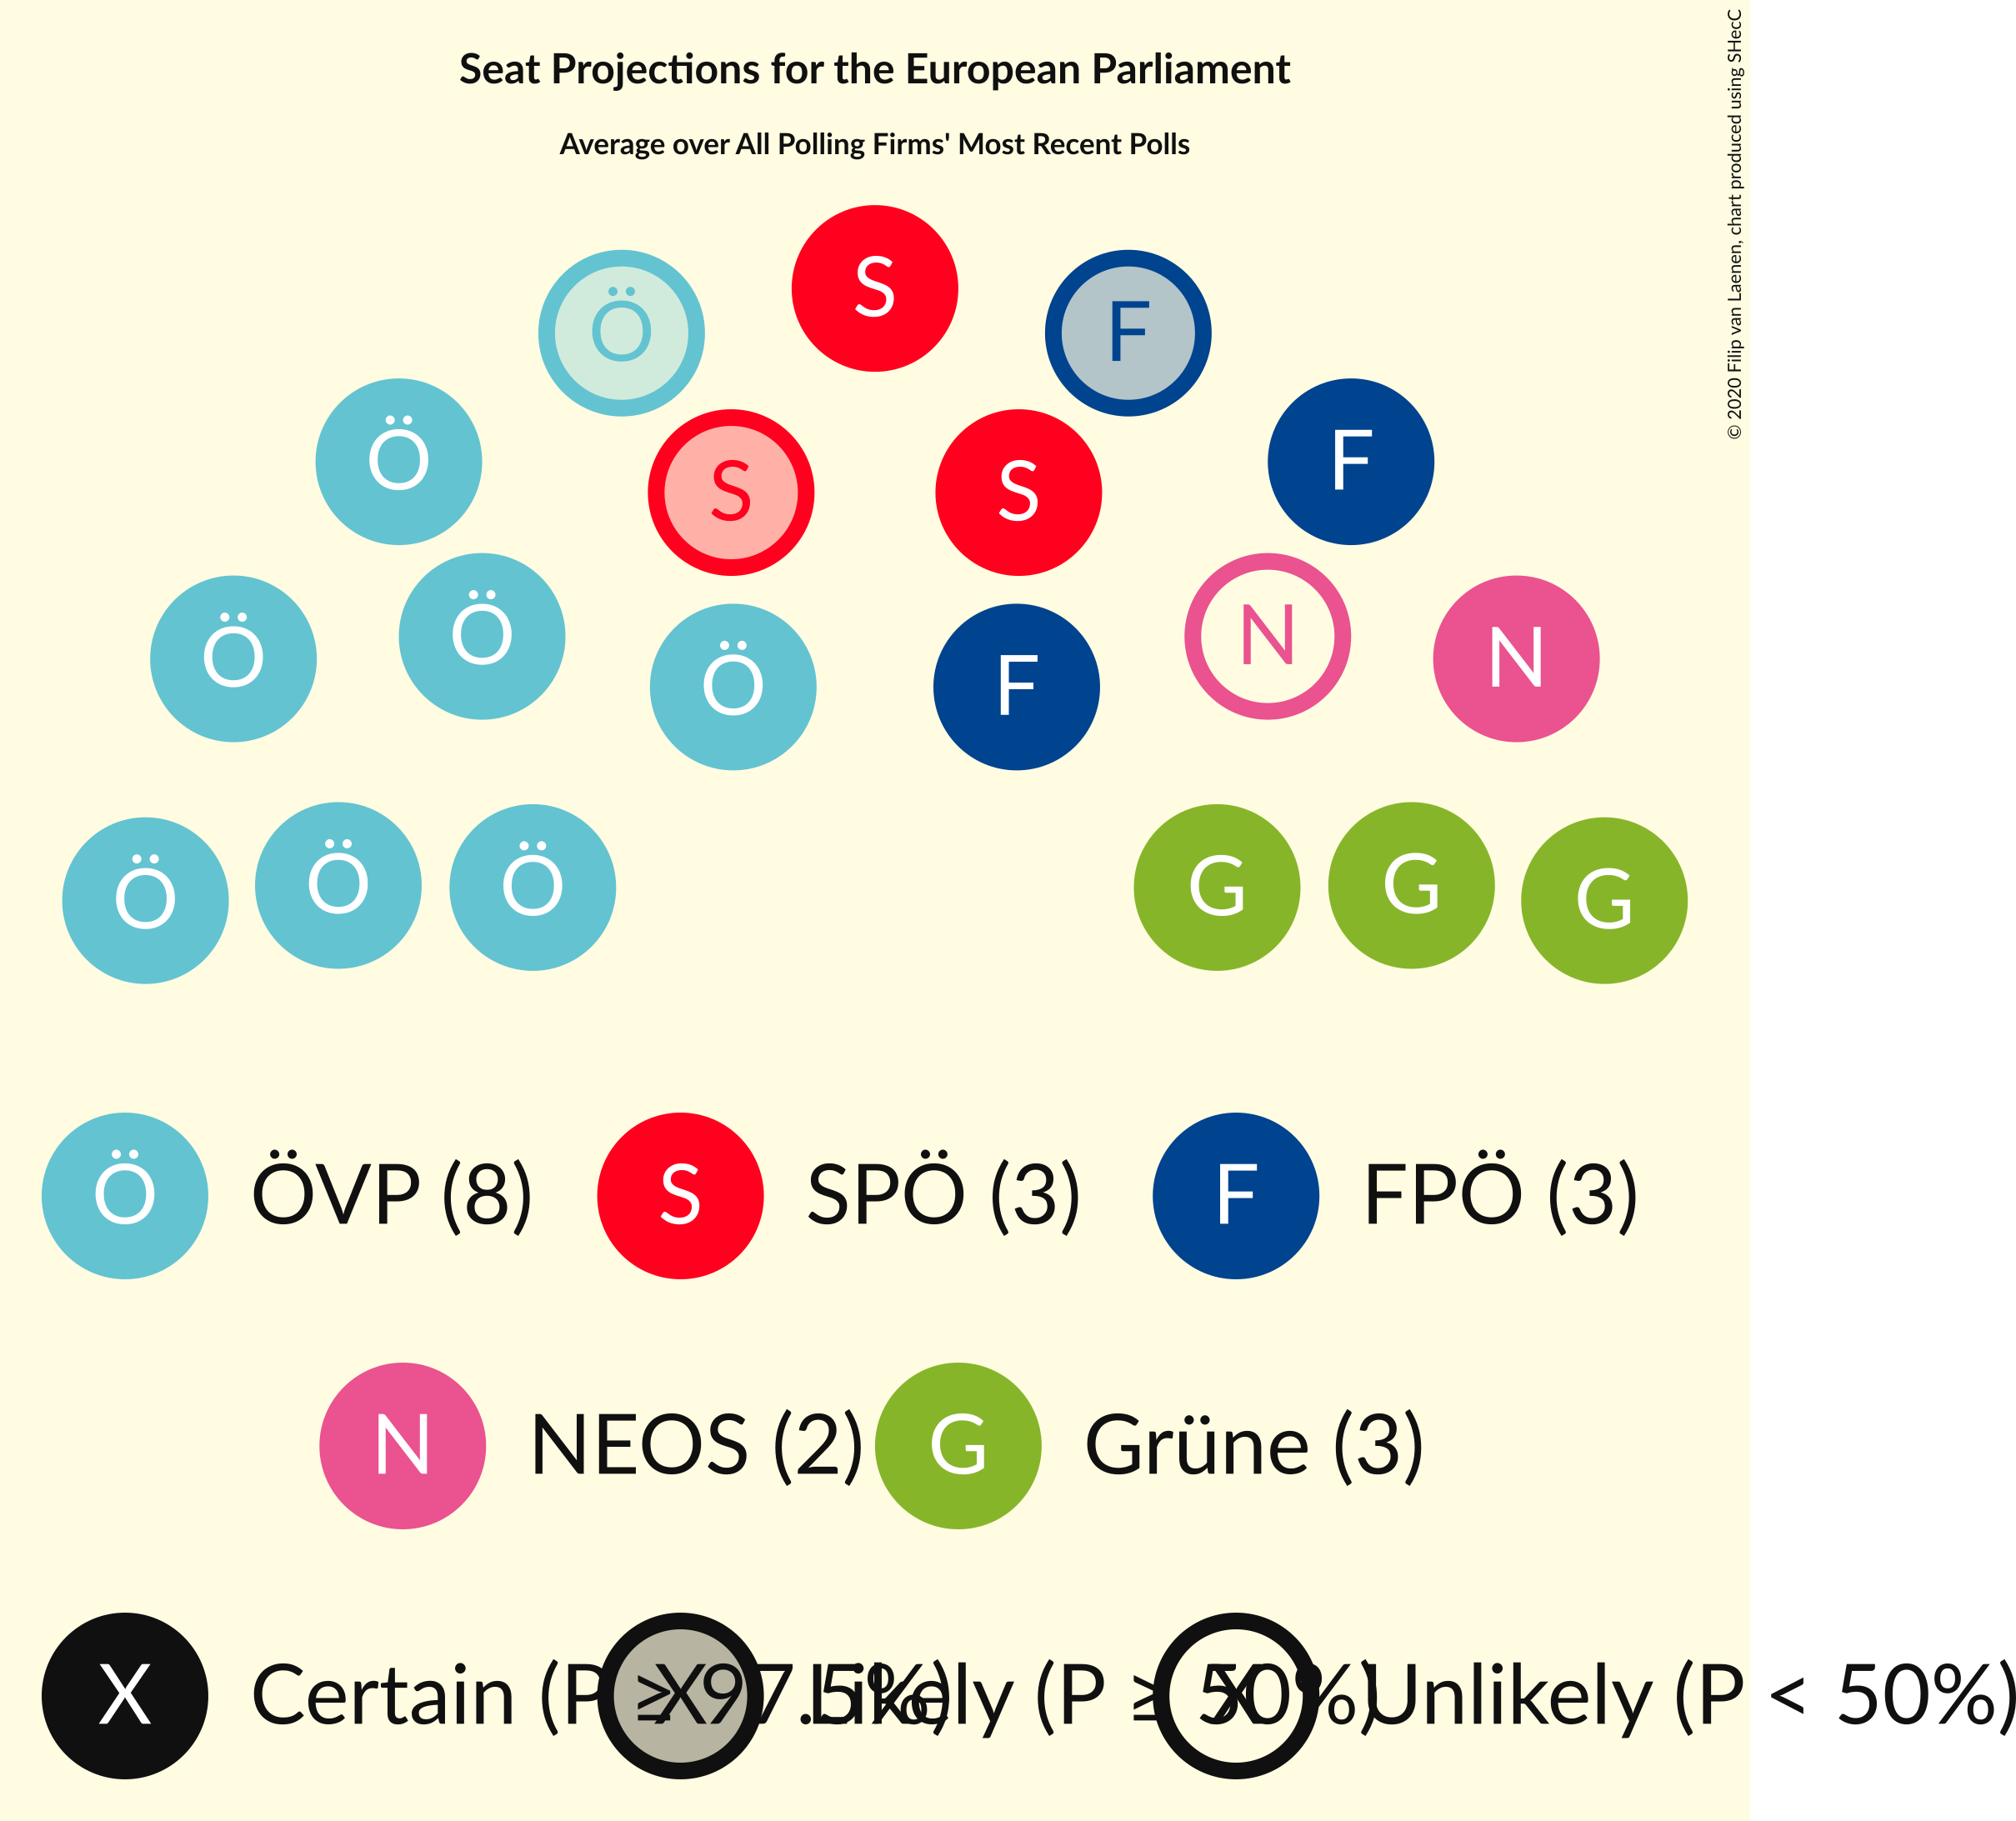 Seat Projections for the European Parliament
Average over All Polling Firms' Most Recent Polls
© 2020 Filip van Laenen, chart produced using SHecC
S
Ö F
Ö F
S S
Ö N
Ö N
Ö F
Ö Ö G G
Ö G
Ö ÖVP (8) S SPÖ (3) F FPÖ (3)
N NEOS (2) G Grüne (3)
X Certain (P ≥ 97.5%) X Likely (P ≥ 50%) X Unlikely (P < 50%)